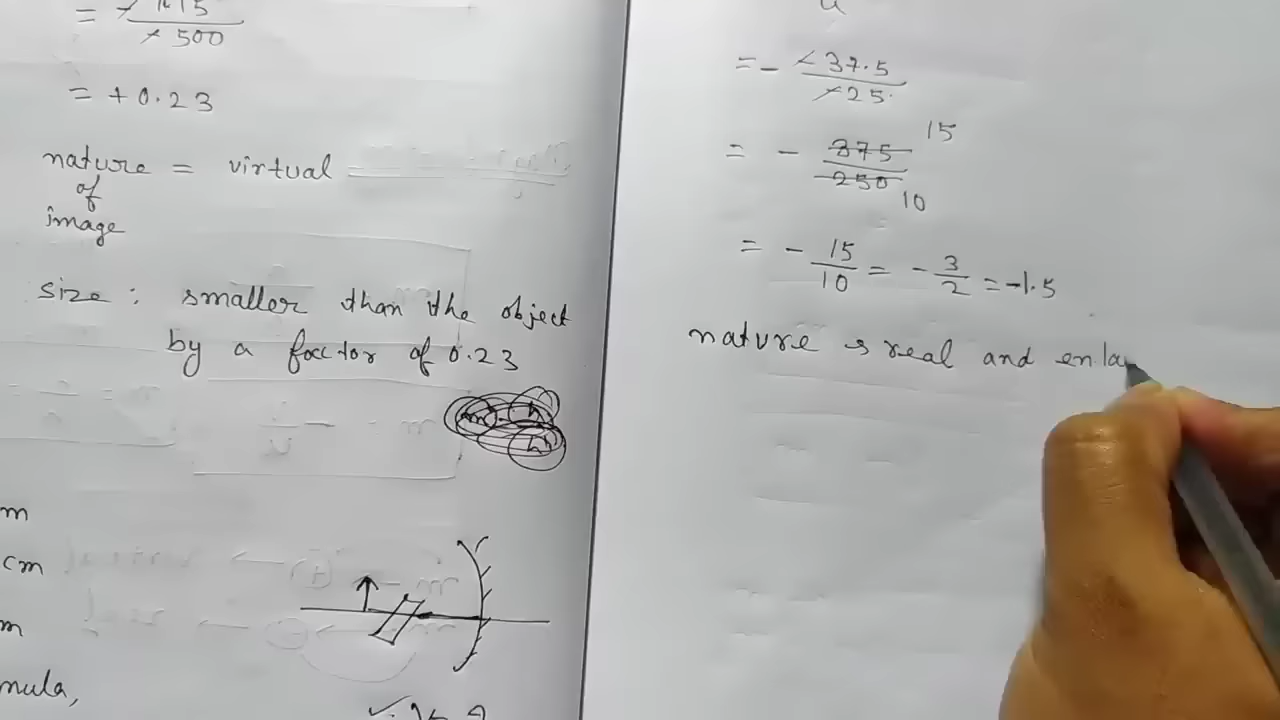 = -115
-500
= +0.23
nature = virtual
of
image
size: smaller than the object
by a factor of 0.23
m
cm
m
mula,
u
= - -37.5
-25
= - 375 15
250 10
= - 15/10 = - 3/2 = -1.5
nature is real and enla